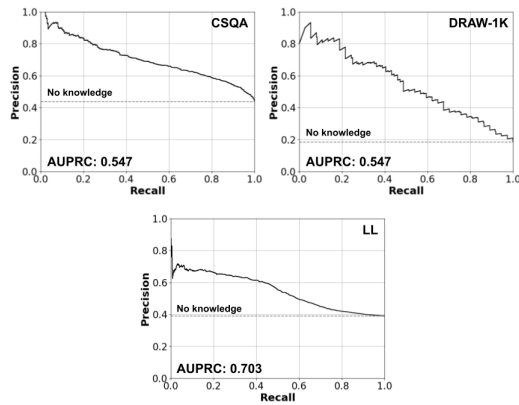 CSQA
1.0
0.8
0.6
0.4
0.2
0.0
Precision
No knowledge
AUPRC: 0.547
0.0 0.2 0.4 0.6 0.8 1.0
Recall
DRAW-1K
1.0
0.8
0.6
0.4
0.2
0.0
Precision
No knowledge
AUPRC: 0.547
0.0 0.2 0.4 0.6 0.8 1.0
Recall
LL
1.0
0.8
0.6
0.4
0.2
0.0
Precision
No knowledge
AUPRC: 0.703
0.0 0.2 0.4 0.6 0.8 1.0
Recall